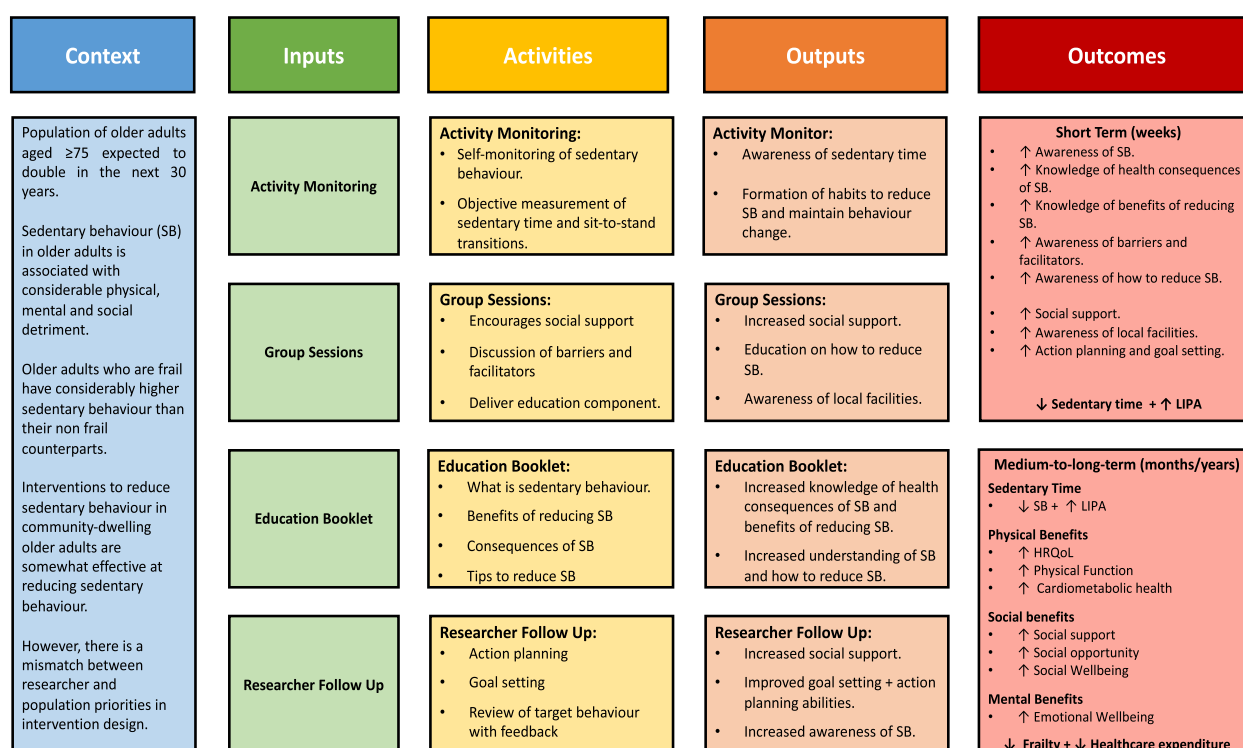 Context
Inputs
Activities
Outputs
Outcomes
Population of older adults
aged ≥75 expected to
double in the next 30
years.
Sedentary behaviour (SB)
in older adults is
associated with
considerable physical,
mental and social
detriment.
Older adults who are frail
have considerably higher
sedentary behaviour than
their non frail
counterparts.
Interventions to reduce
sedentary behaviour in
community-dwelling
older adults are
somewhat effective at
reducing sedentary
behaviour.
However, there is a
mismatch between
researcher and
population priorities in
intervention design.
Activity Monitoring
Group Sessions
Education Booklet
Researcher Follow Up
Activity Monitoring:
• Self-monitoring of sedentary
behaviour.
• Objective measurement of
sedentary time and sit-to-stand
transitions.
Group Sessions:
• Encourages social support
• Discussion of barriers and
facilitators
• Deliver education component.
Education Booklet:
• What is sedentary behaviour.
• Benefits of reducing SB
• Consequences of SB
• Tips to reduce SB
Researcher Follow Up:
• Action planning
• Goal setting
• Review of target behaviour
with feedback
Activity Monitor:
• Awareness of sedentary time
• Formation of habits to reduce
SB and maintain behaviour
change.
Group Sessions:
• Increased social support.
• Education on how to reduce
SB.
• Awareness of local facilities.
Education Booklet:
• Increased knowledge of health
consequences of SB and
benefits of reducing SB.
• Increased understanding of SB
and how to reduce SB.
Researcher Follow Up:
• Increased social support.
• Improved goal setting + action
planning abilities.
• Increased awareness of SB.
Short Term (weeks)
• ↑ Awareness of SB.
• ↑ Knowledge of health consequences
of SB.
• ↑ Knowledge of benefits of reducing
SB.
• ↑ Awareness of barriers and
facilitators.
• ↑ Awareness of how to reduce SB.
• ↑ Social support.
• ↑ Awareness of local facilities.
• ↑ Action planning and goal setting.
↓ Sedentary time + ↑ LIPA
Medium-to-long-term (months/years)
Sedentary Time
• ↓ SB + ↑ LIPA
Physical Benefits
• ↑ HRQoL
• ↑ Physical Function
• ↑ Cardiometabolic health
Social benefits
• ↑ Social support
• ↑ Social opportunity
• ↑ Social Wellbeing
Mental Benefits
• ↑ Emotional Wellbeing
↓ Frailty + ↓ Healthcare expenditure